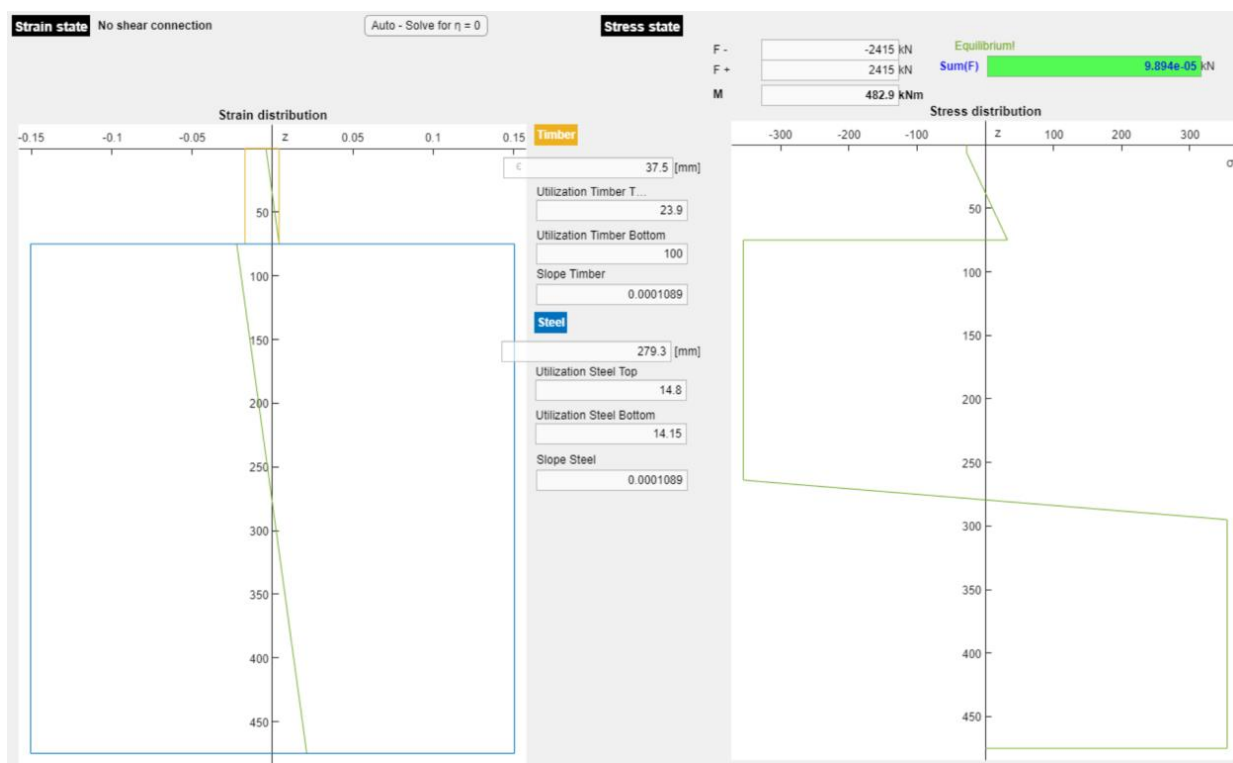 Strain state No shear connection Auto - Solve for η = 0 Stress state
F - -2415 kN Equilibrium!
F + 2415 kN Sum(F) 9.894e-05 kN
M 482.9 kNm
Strain distribution
-0.15 -0.1 -0.05 z 0.05 0.1 0.15
ε
50
100
150
200
250
300
350
400
450
Timber
37.5 [mm]
Utilization Timber T...
23.9
Utilization Timber Bottom
100
Slope Timber
0.0001089
Steel
279.3 [mm]
Utilization Steel Top
14.8
Utilization Steel Bottom
14.15
Slope Steel
0.0001089
Stress distribution
-300 -200 -100 z 100 200 300
σ
50
100
150
200
250
300
350
400
450